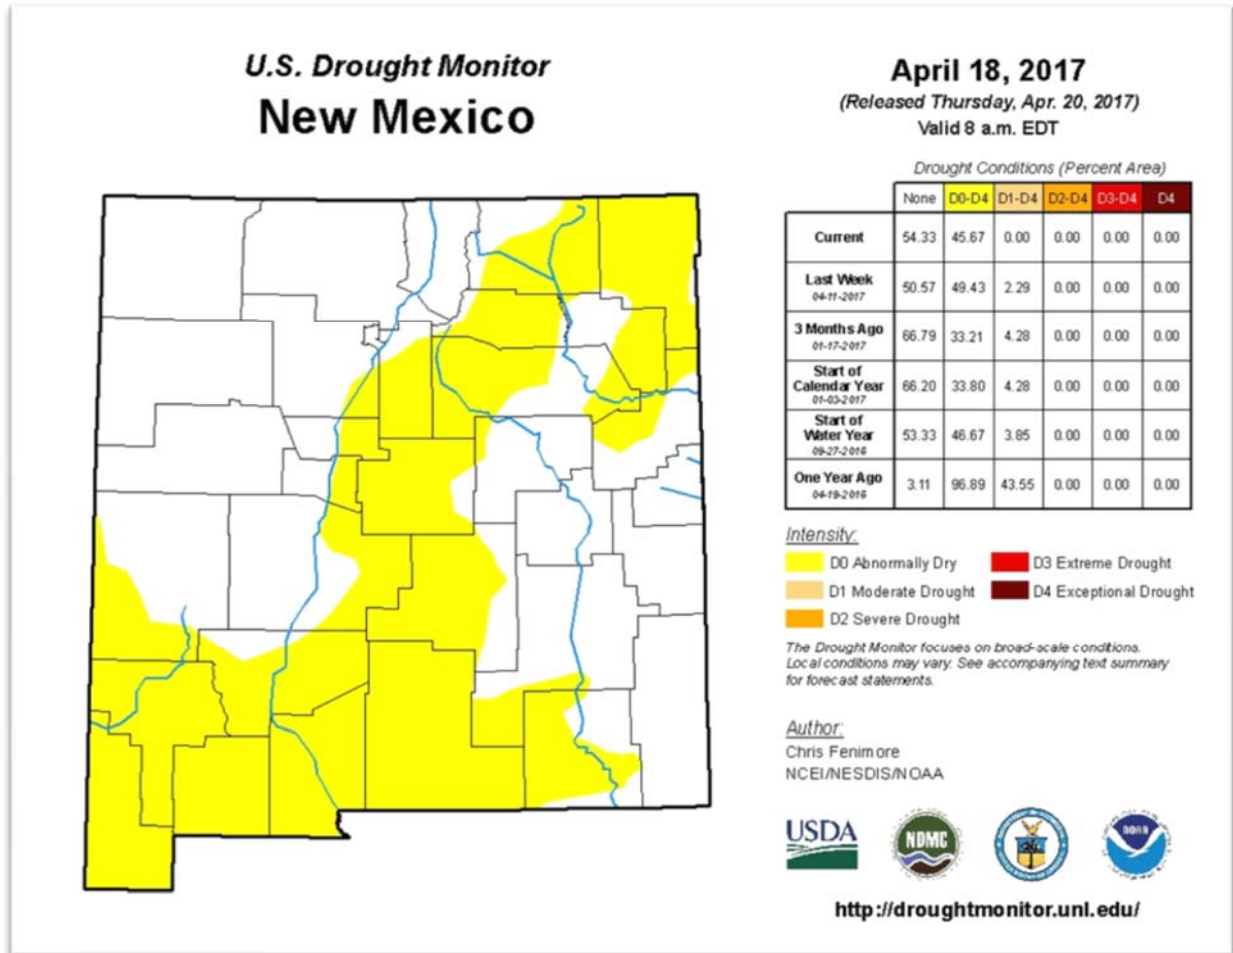 U.S. Drought Monitor
New Mexico
April 18, 2017
(Released Thursday, Apr. 20, 2017)
Valid 8 a.m. EDT
Drought Conditions (Percent Area)
None D0-D4 D1-D4 D2-D4 D3-D4 D4
Current 54.33 45.67 0.00 0.00 0.00 0.00
Last Week
04-11-2017
50.57 49.43 2.29 0.00 0.00 0.00
3 Months Ago
01-17-2017
66.79 33.21 4.28 0.00 0.00 0.00
Start of
Calendar Year
01-03-2017
66.20 33.80 4.28 0.00 0.00 0.00
Start of
Water Year
09-27-2016
53.33 46.67 3.85 0.00 0.00 0.00
One Year Ago
04-19-2016
3.11 96.89 43.55 0.00 0.00 0.00
Intensity:
D0 Abnormally Dry
D3 Extreme Drought
D1 Moderate Drought
D4 Exceptional Drought
D2 Severe Drought
The Drought Monitor focuses on broad-scale conditions.
Local conditions may vary. See accompanying text summary
for forecast statements.
Author:
Chris Fenimore
NCEI/NESDIS/NOAA
USDA
NDMC
NOAA
http://droughtmonitor.unl.edu/